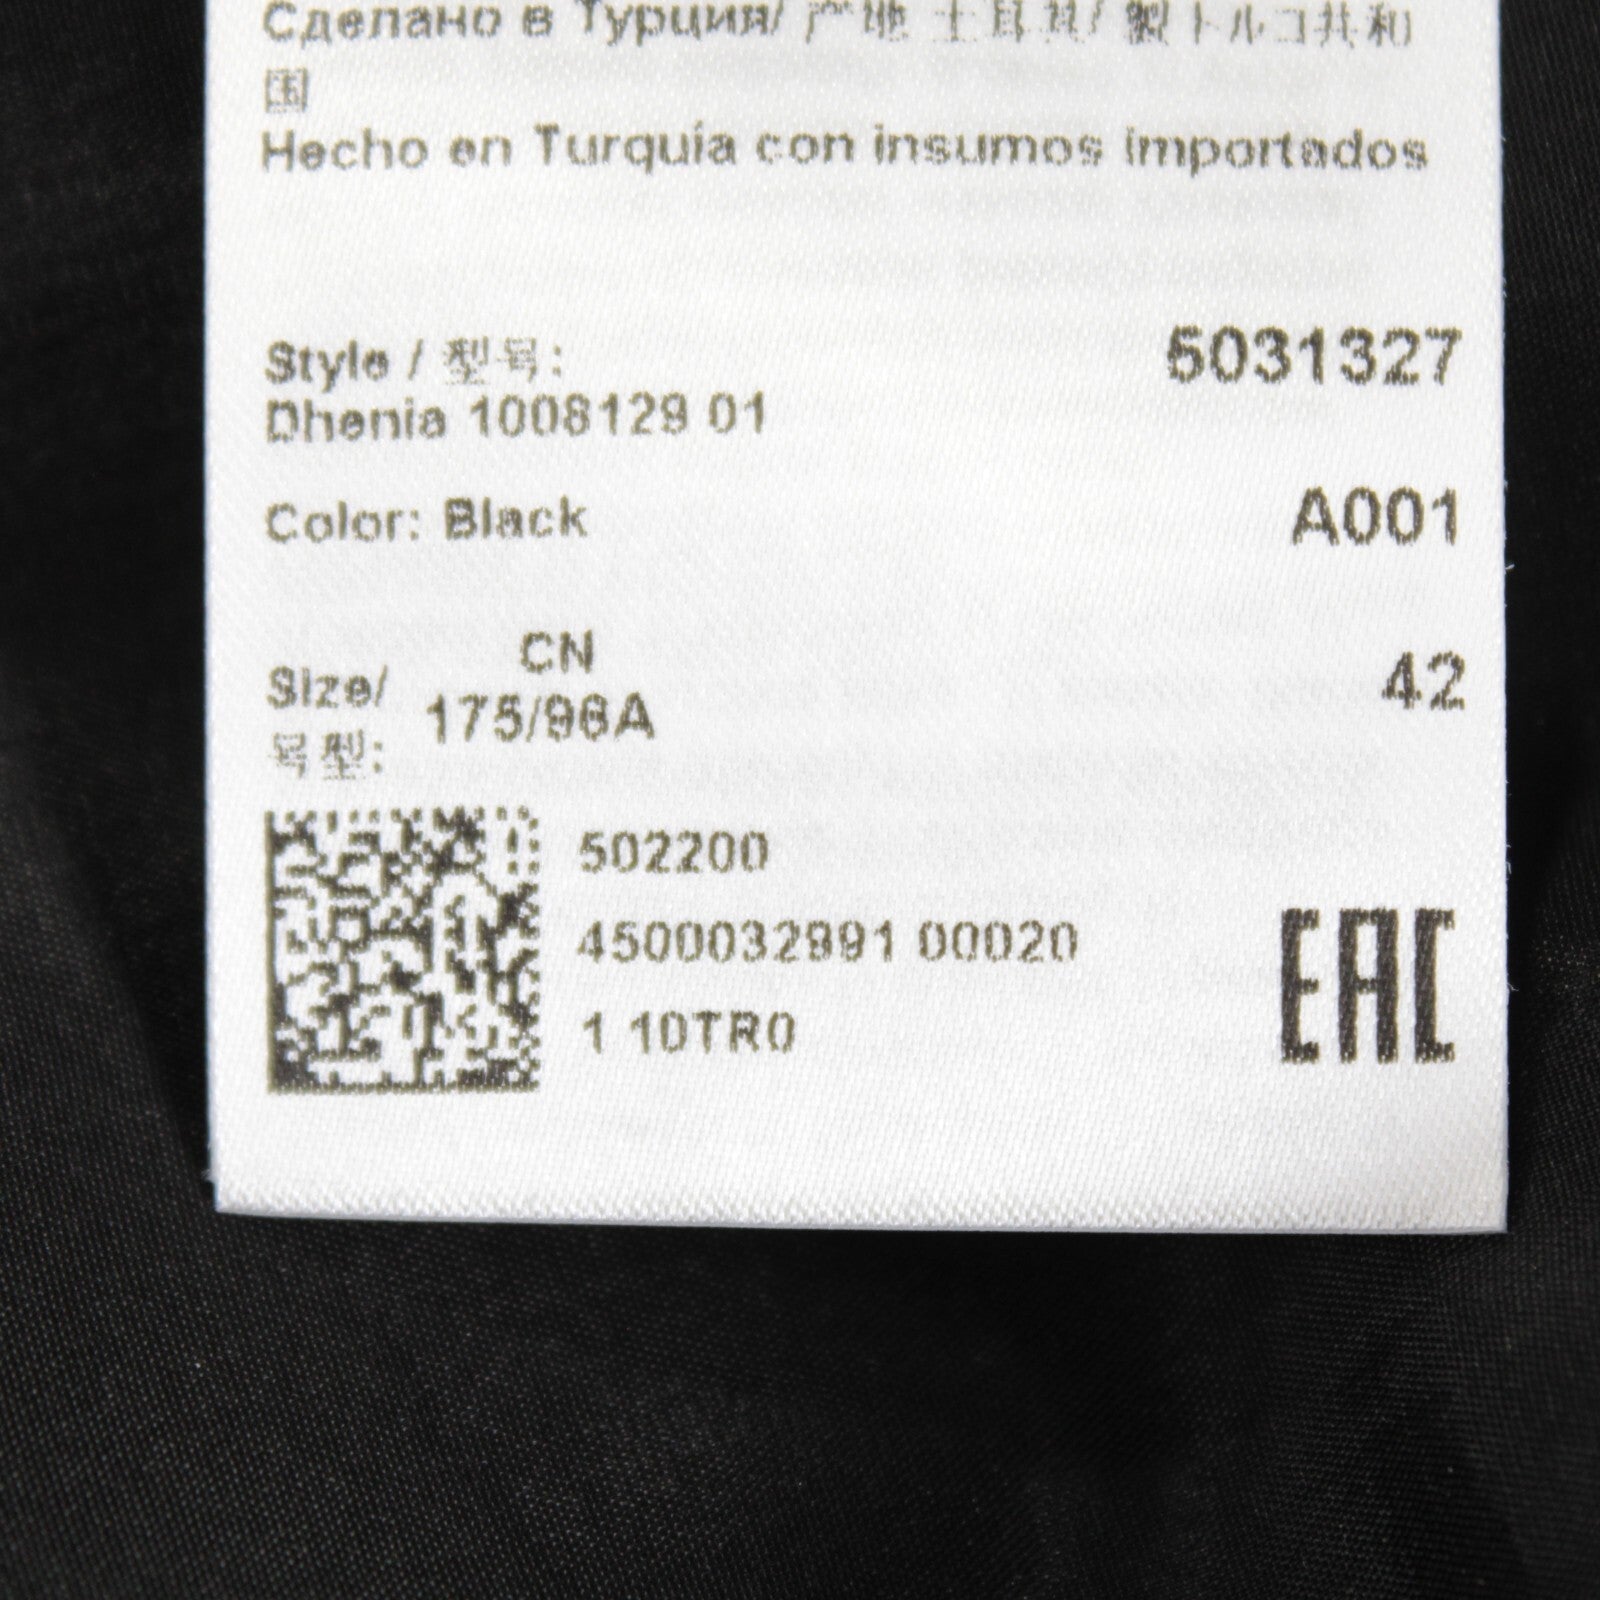 Сделано в Турция/ 产地 土耳其/ 製トルコ共和
国
Hecho en Turquía con insumos importados
Style / 型号:
5031327
Dhenia 1008129 01
Color: Black
A001
CN
Size/
175/96A
42
号型:
502200
4500032991 00020
1 10TR0
EAC